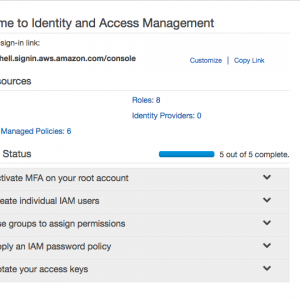 me to Identity and Access Management
sign-in link:
hell.signin.aws.amazon.com/console
Customize | Copy Link
sources
Roles: 8
Identity Providers: 0
Managed Policies: 6
Status
5 out of 5 complete.
ctivate MFA on your root account
eate individual IAM users
se groups to assign permissions
pply an IAM password policy
otate your access keys